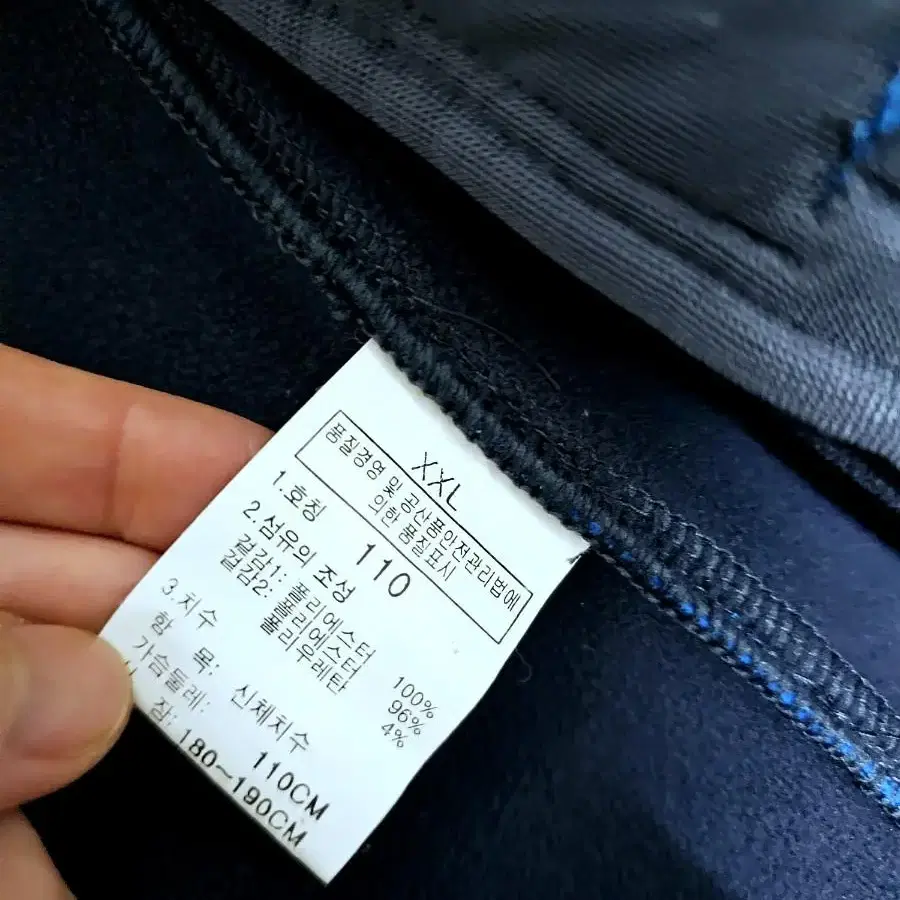 XXL
품질경영 및 공산품안전관리법에
의한 품질표시
1.호칭 110
2.섬유의 조성
겉감1: 폴리에스터 100%
겉감2: 폴리에스터 96%
폴리우레탄 4%
3.치수
항 목: 신체치수
가슴둘레: 110CM
장: 180~190CM